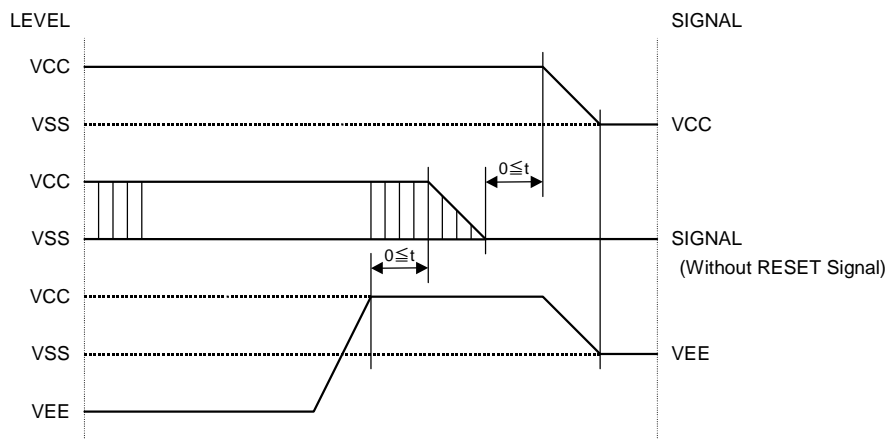 LEVEL SIGNAL
VCC
VSS VCC
0≦t
VCC
VSS SIGNAL
(Without RESET Signal)
0≦t
VCC
VSS VEE
VEE